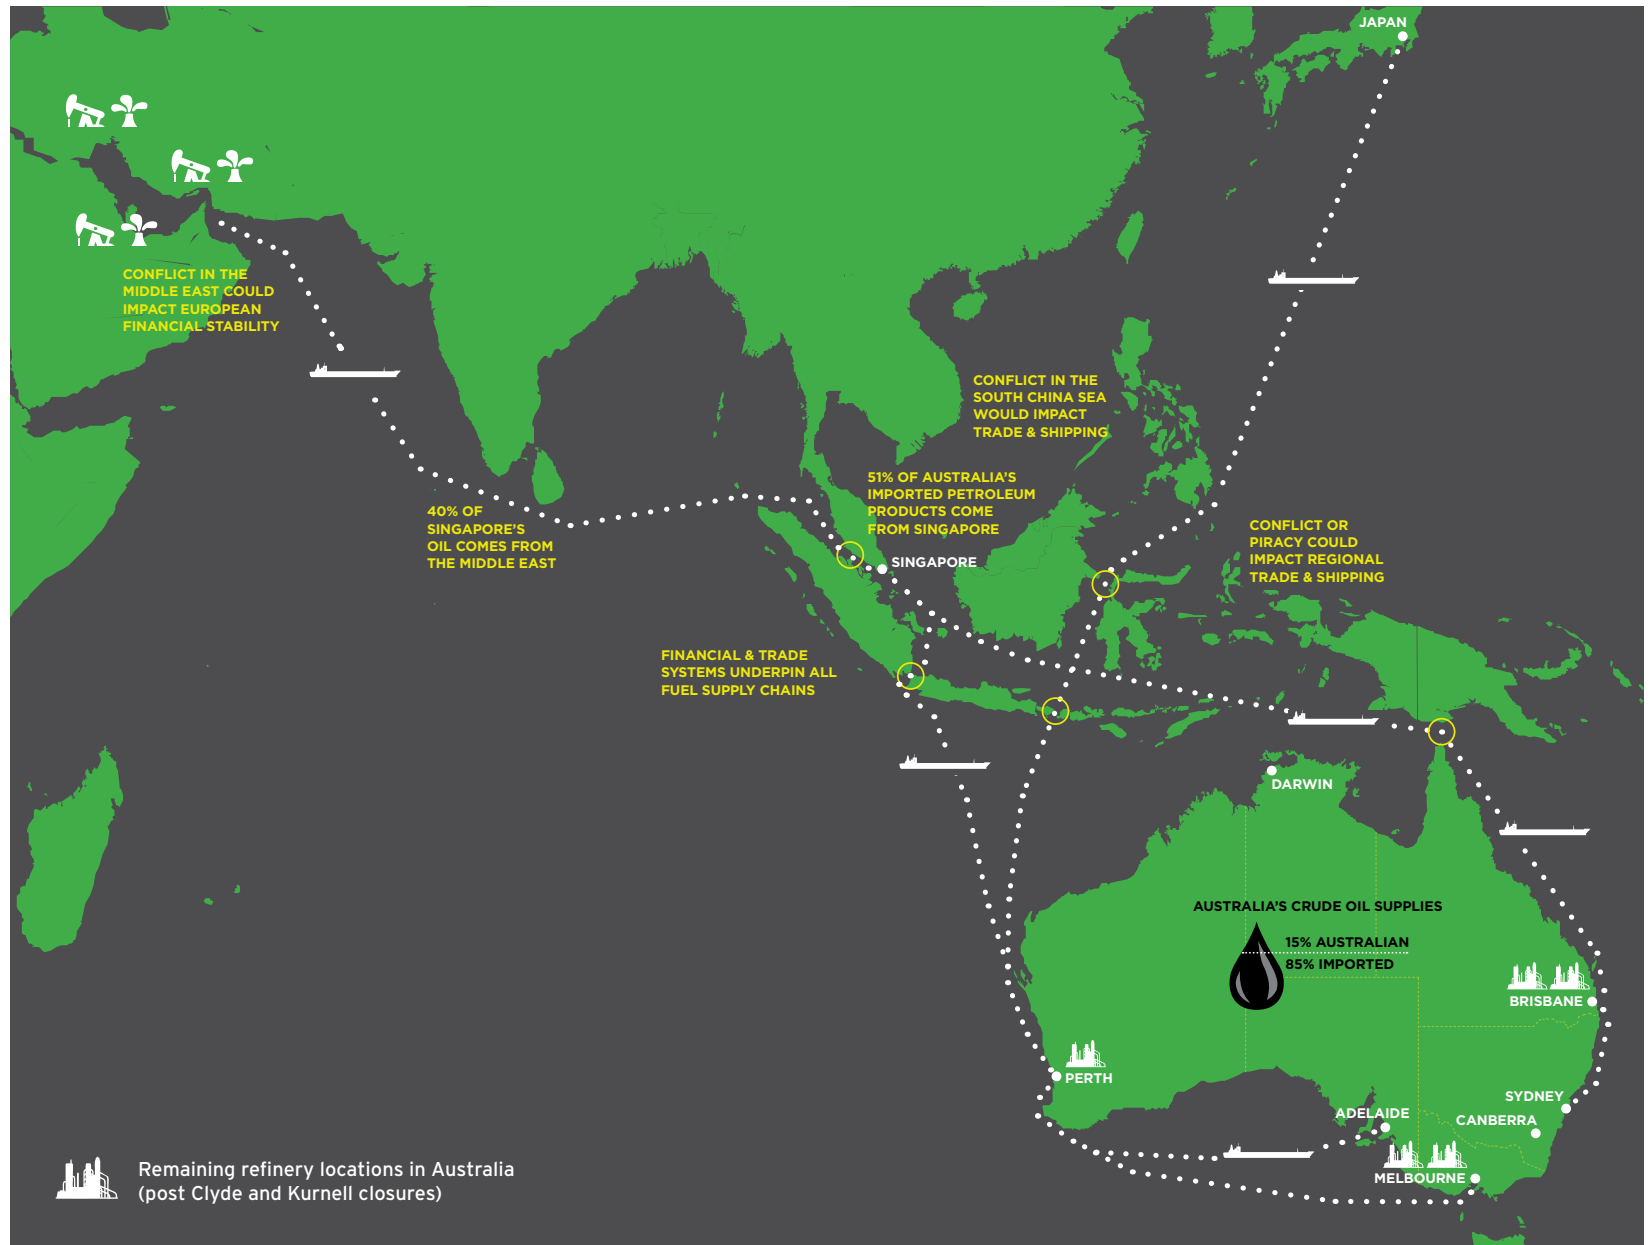 JAPAN
CONFLICT IN THE
MIDDLE EAST COULD
IMPACT EUROPEAN
FINANCIAL STABILITY
CONFLICT IN THE
SOUTH CHINA SEA
WOULD IMPACT
TRADE & SHIPPING
51% OF AUSTRALIA'S
IMPORTED PETROLEUM
PRODUCTS COME
FROM SINGAPORE
40% OF
SINGAPORE'S
OIL COMES FROM
THE MIDDLE EAST
CONFLICT OR
PIRACY COULD
IMPACT REGIONAL
TRADE & SHIPPING
SINGAPORE
FINANCIAL & TRADE
SYSTEMS UNDERPIN ALL
FUEL SUPPLY CHAINS
DARWIN
AUSTRALIA'S CRUDE OIL SUPPLIES
15% AUSTRALIAN
85% IMPORTED
BRISBANE
PERTH
SYDNEY
ADELAIDE
CANBERRA
MELBOURNE
Remaining refinery locations in Australia
(post Clyde and Kurnell closures)